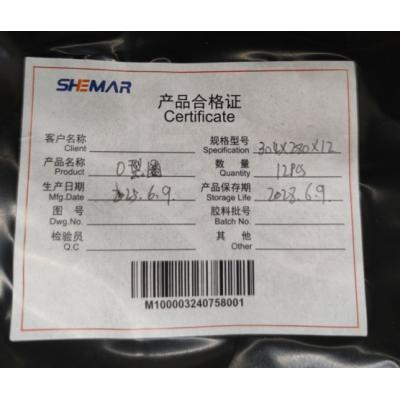 SHEMAR
产品合格证
Certificate
客户名称 规格型号 304X280X12
Client Specification
产品名称 O型圈 数量 12PCS
Product Quantity
生产日期 2025.6.9. 产品保存期 2028.6.9
Mfg.Date Storage Life
图号 胶料批号
Dwg.No. Batch No.
检验员 其他
Q.C Other
M100003240758001